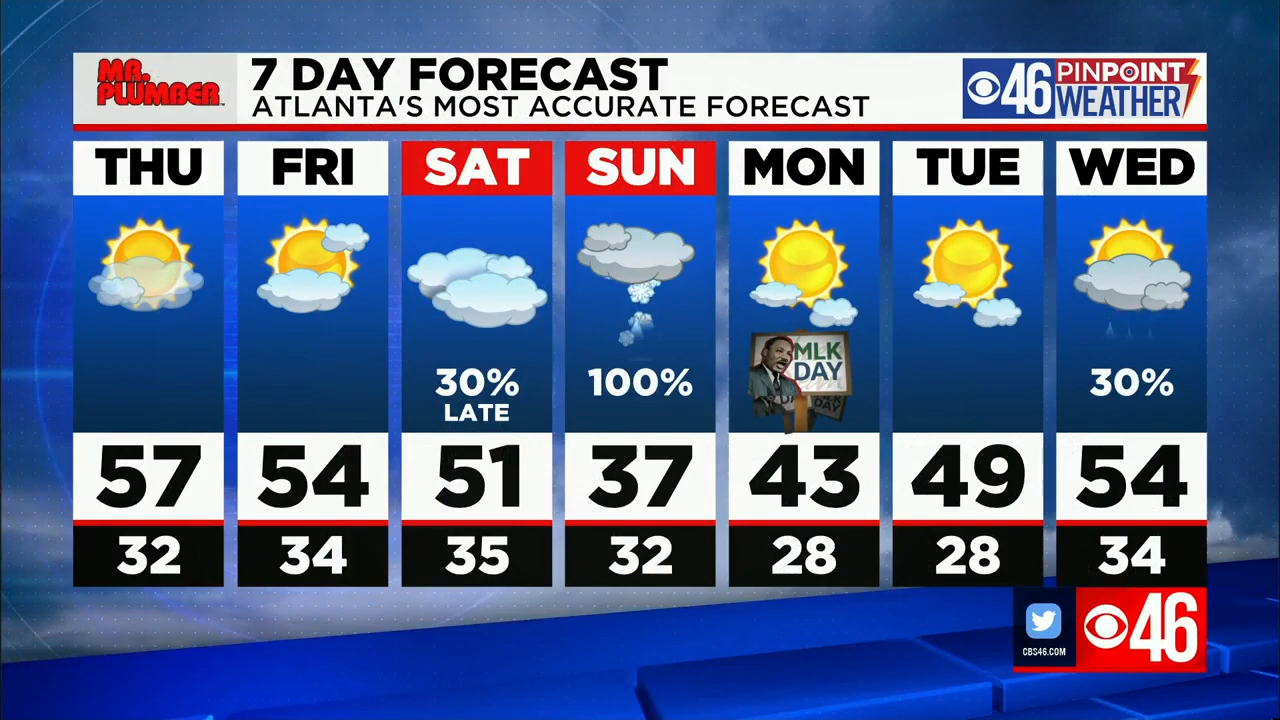 MR.
PLUMBER
7 DAY FORECAST
ATLANTA'S MOST ACCURATE FORECAST
46
PINPOINT
WEATHER
THU FRI SAT SUN MON TUE WED
MLK
DAY
DAY
30% 100% 30%
LATE
57 54 51 37 43 49 54
32 34 35 32 28 28 34
CBS46.COM
46